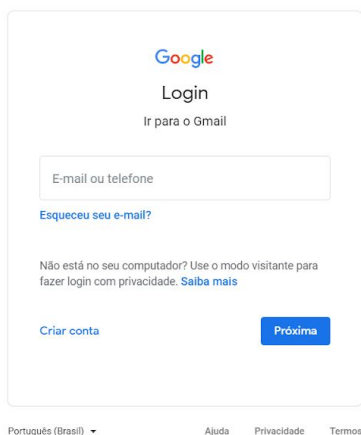 Google
Login
Ir para o Gmail
E-mail ou telefone
Esqueceu seu e-mail?
Não está no seu computador? Use o modo visitante para
fazer login com privacidade. Saiba mais
Criar conta
Próxima
Português (Brasil)
Ajuda
Privacidade
Termos